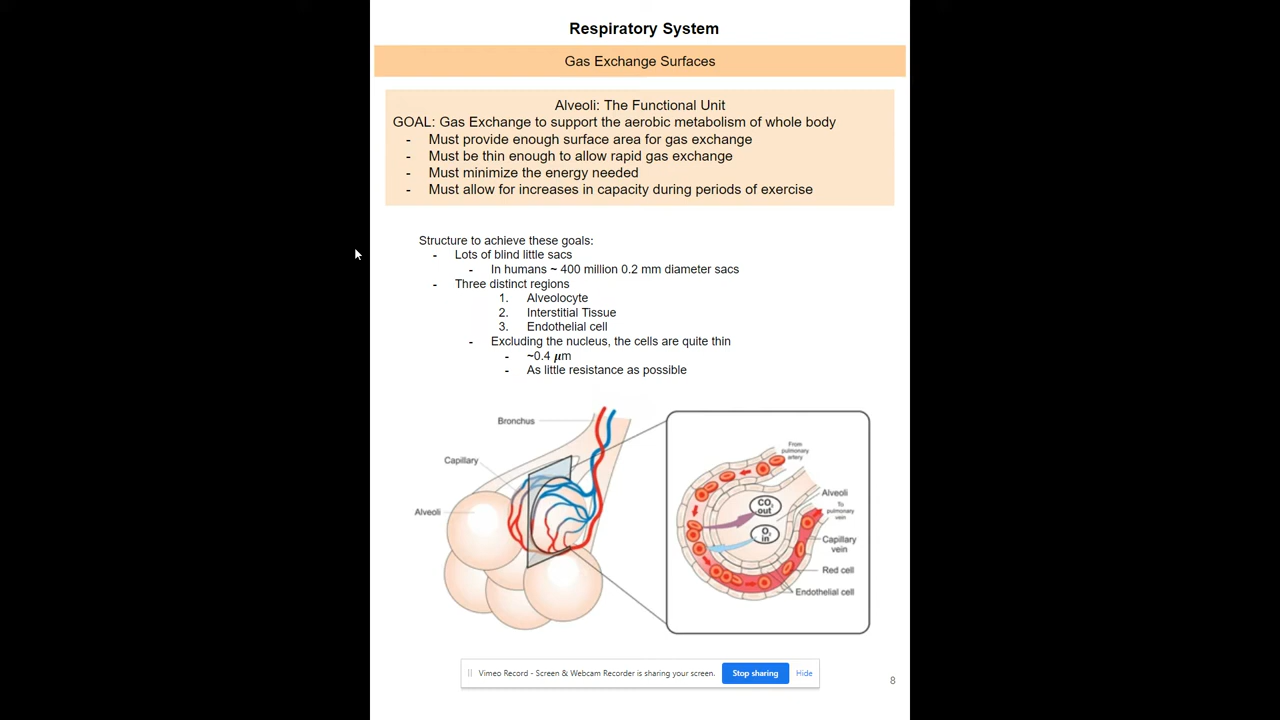 Respiratory System
Gas Exchange Surfaces
Alveoli: The Functional Unit
GOAL: Gas Exchange to support the aerobic metabolism of whole body
- Must provide enough surface area for gas exchange
- Must be thin enough to allow rapid gas exchange
- Must minimize the energy needed
- Must allow for increases in capacity during periods of exercise
Structure to achieve these goals:
- Lots of blind little sacs
- In humans ~ 400 million 0.2 mm diameter sacs
- Three distinct regions
1. Alveolocyte
2. Interstitial Tissue
3. Endothelial cell
- Excluding the nucleus, the cells are quite thin
- ~0.4 𝝁m
- As little resistance as possible
Bronchus
Capillary
Alveoli
From
pulmonary
artery
CO₂
out
O₂
in
Alveoli
To
pulmonary
vein
Capillary
vein
Red cell
Endothelial cell
Vimeo Record - Screen & Webcam Recorder is sharing your screen.
Stop sharing
Hide
8